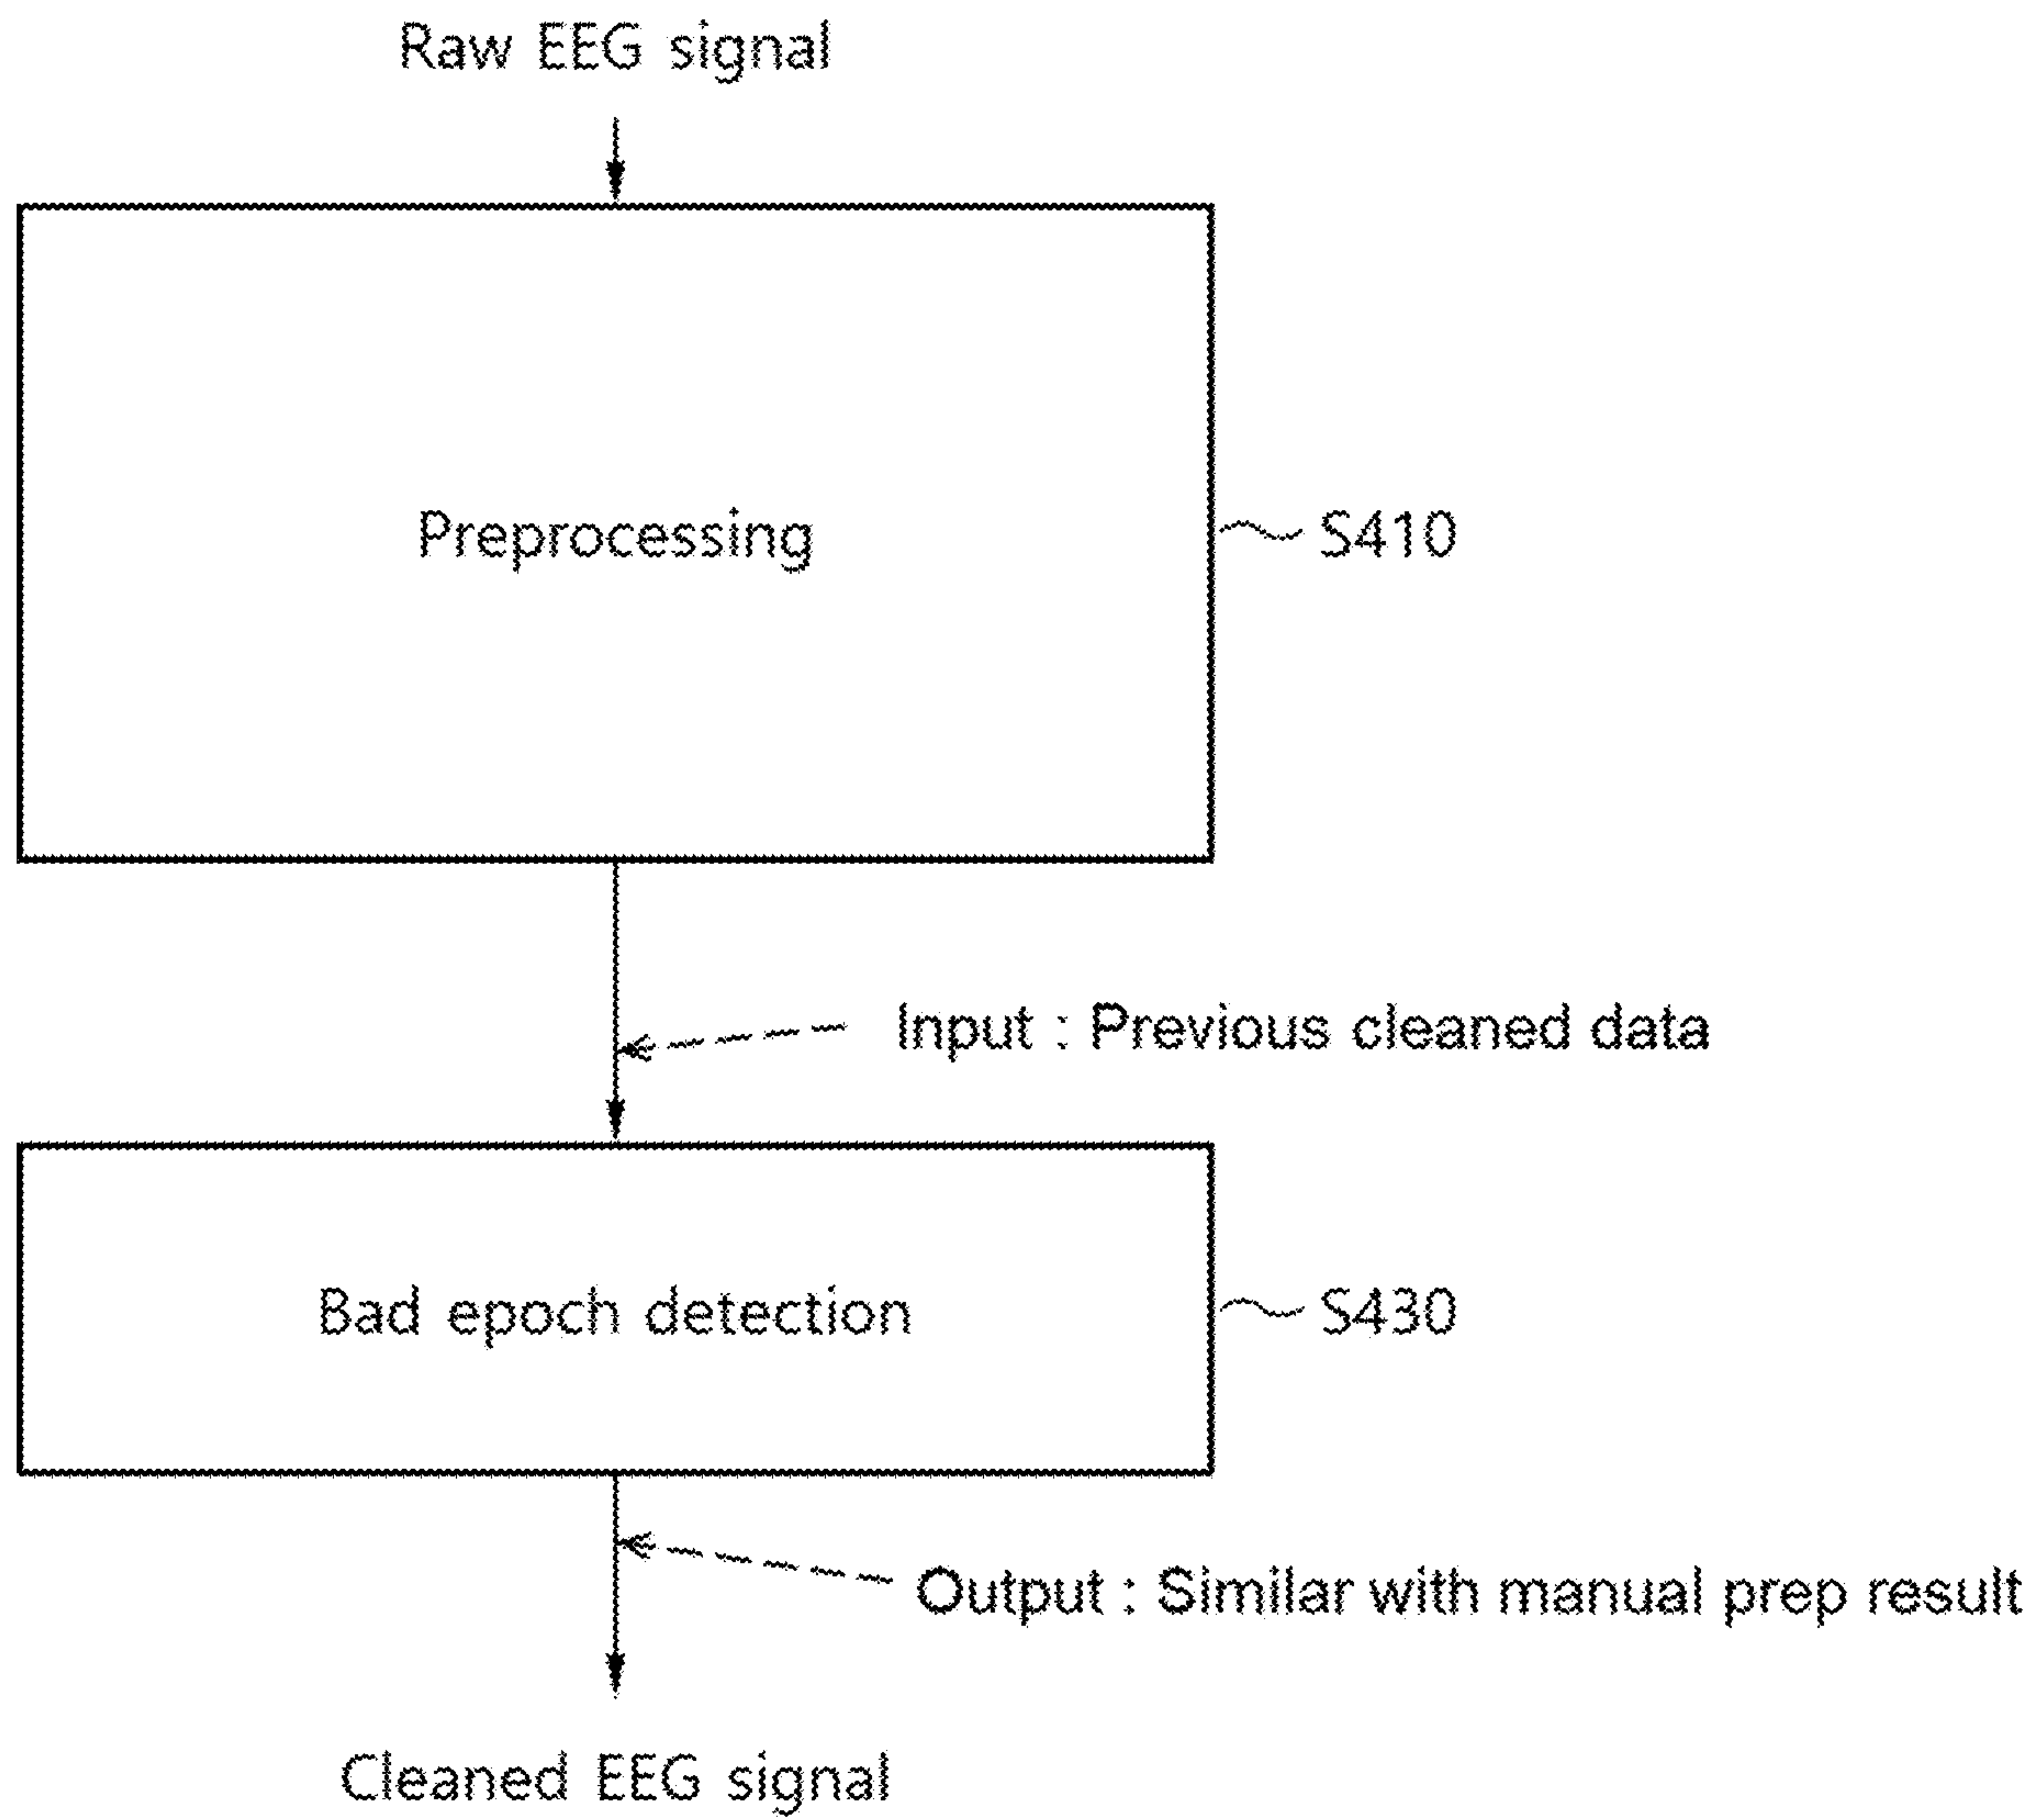 Raw EEG signal
Preprocessing
S410
Input : Previous cleaned data
Bad epoch detection
S430
Output : Similar with manual prep result
Cleaned EEG signal